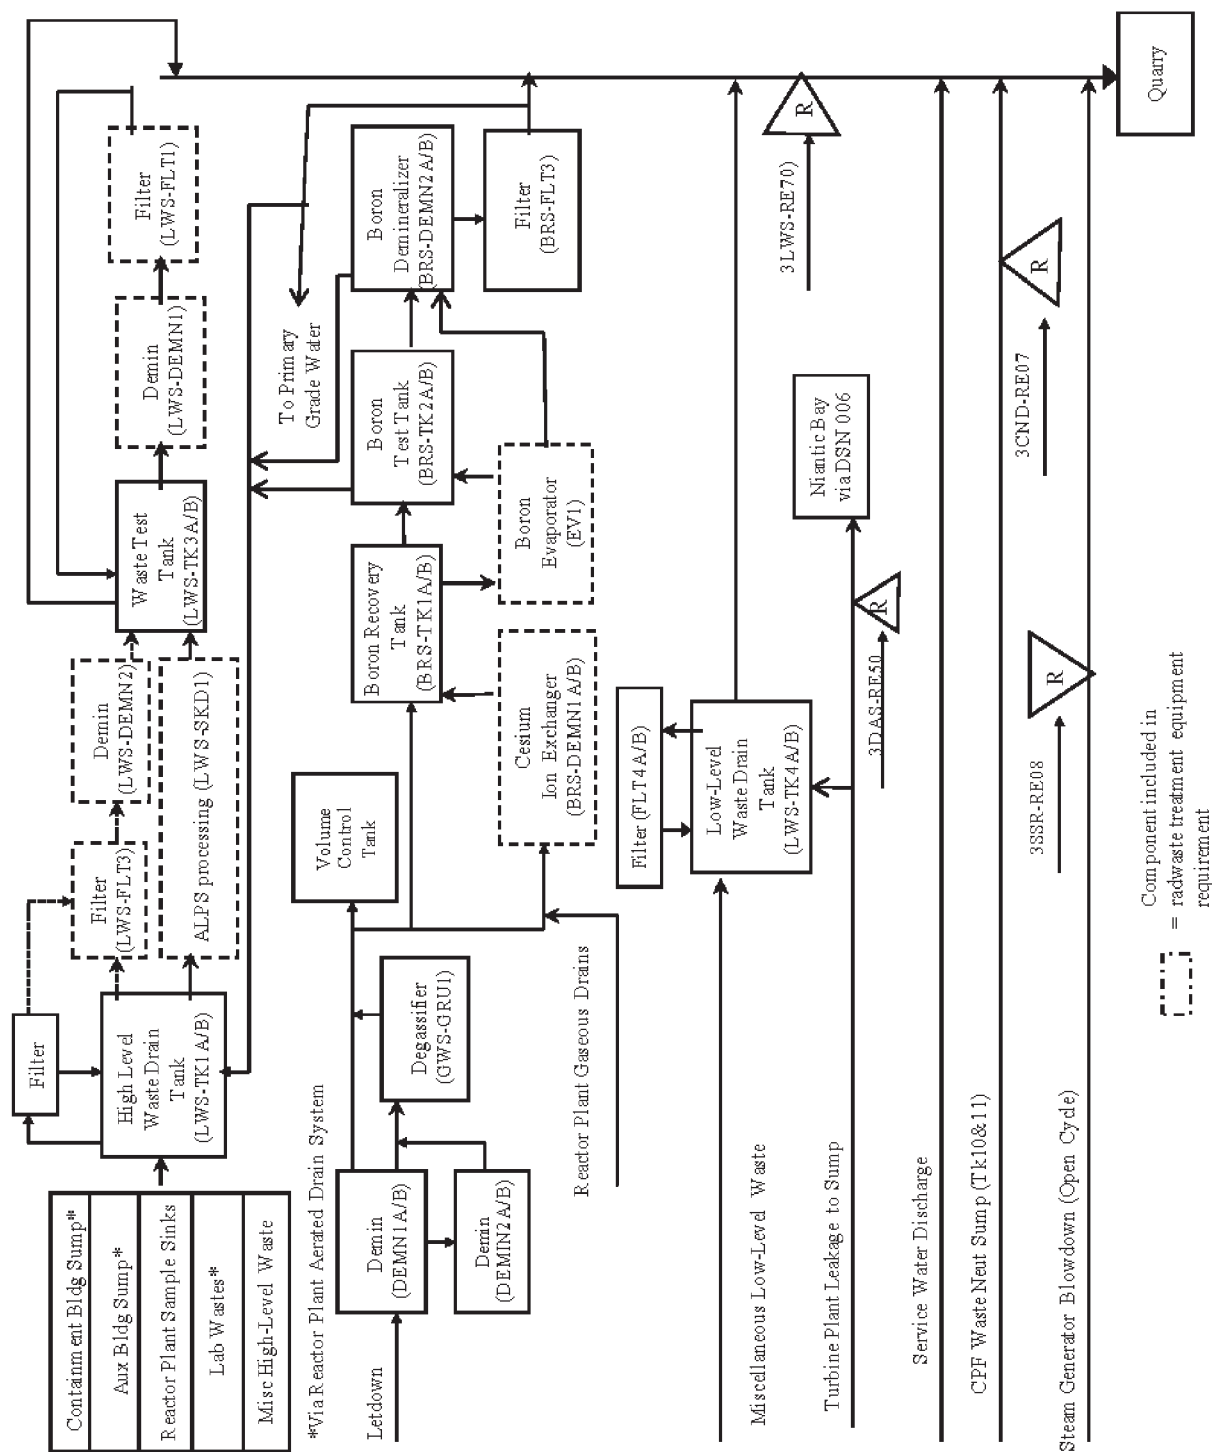 Containment Bldg Sump*
Aux Bldg Sump*
Reactor Plant Sample Sinks
Lab Wastes*
Misc High-Level Waste
*Via Reactor Plant Aerated Drain System
Filter
High Level
Waste Drain
Tank
(LWS-TK1A/B)
Filter
(LWS-FLT3)
Demin
(LWS-DEMN2)
ALPS processing (LWS-SKD1)
Waste Test
Tank
(LWS-TK3A/B)
Demin
(LWS-DEMN1)
Filter
(LWS-FLT1)
Letdown
Demin
(DEMN1A/B)
Demin
(DEMIN2A/B)
Degassifier
(GWS-GRU1)
Volume
Control
Tank
Reactor Plant Gaseous Drains
Cesium
Ion Exchanger
(BRS-DEMN1A/B)
Boron Recovery
Tank
(BRS-TK1A/B)
Boron
Evaporator
(EV1)
Boron
Test Tank
(BRS-TK2A/B)
Boron
Demineralizer
(BRS-DEMN2A/B)
Filter
(BRS-FLT3)
To Primary
Grade Water
Miscellaneous Low-Level Waste
Filter (FLT4A/B)
Low-Level
Waste Drain
Tank
(LWS-TK4A/B)
3LWS-RE70)
R
Turbine Plant Leakage to Sump
3DAS-RE50
R
Niantic Bay
via DSN 006
Service Water Discharge
CPF Waste Neut Sump (Tk10&11)
3CND-RE07
R
Steam Generator Blowdown (Open Cycle)
3SSR-RE08
R
Quarry
Component included in
= radwaste treatment equipment
requirement